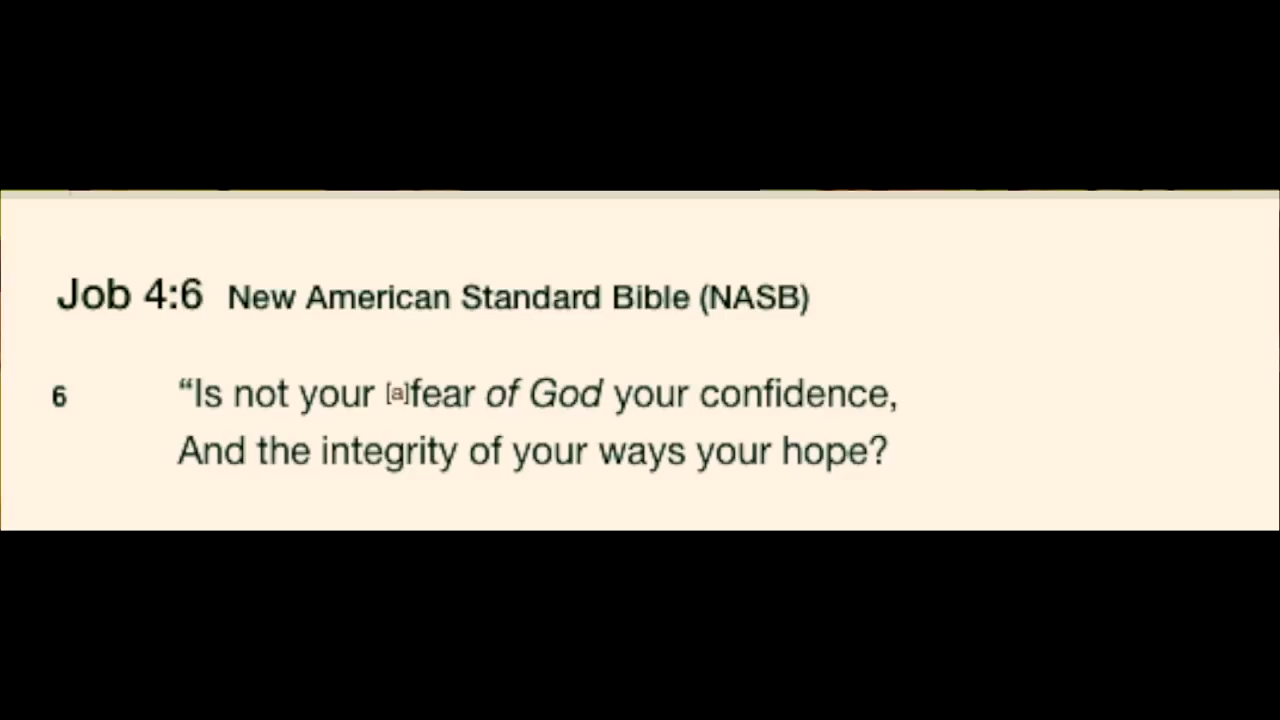 Job 4:6 New American Standard Bible (NASB)
6 “Is not your [a]fear of God your confidence,
And the integrity of your ways your hope?